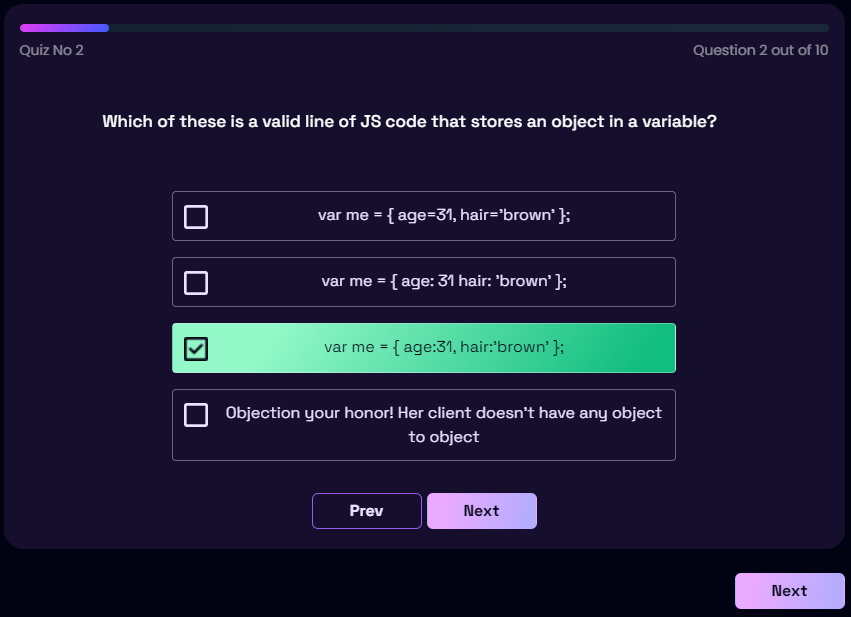 Quiz No 2
Question 2 out of 10
Which of these is a valid line of JS code that stores an object in a variable?
var me = { age=31, hair='brown' };
var me = { age: 31 hair: 'brown' };
var me = { age:31, hair:'brown' };
Objection your honor! Her client doesn't have any object
to object
Prev
Next
Next